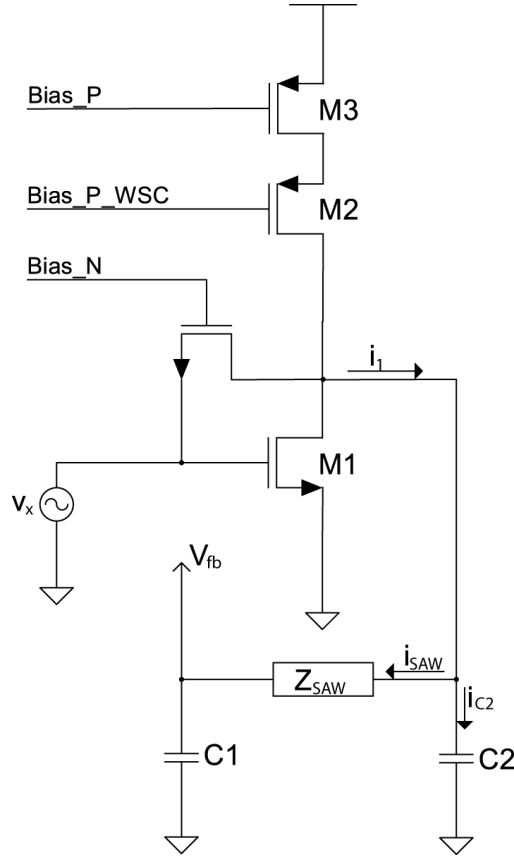 Bias_P
M3
Bias_P_WSC
M2
Bias_N
i1
M1
vx
Vfb
iSAW
ZSAW
iC2
C1
C2